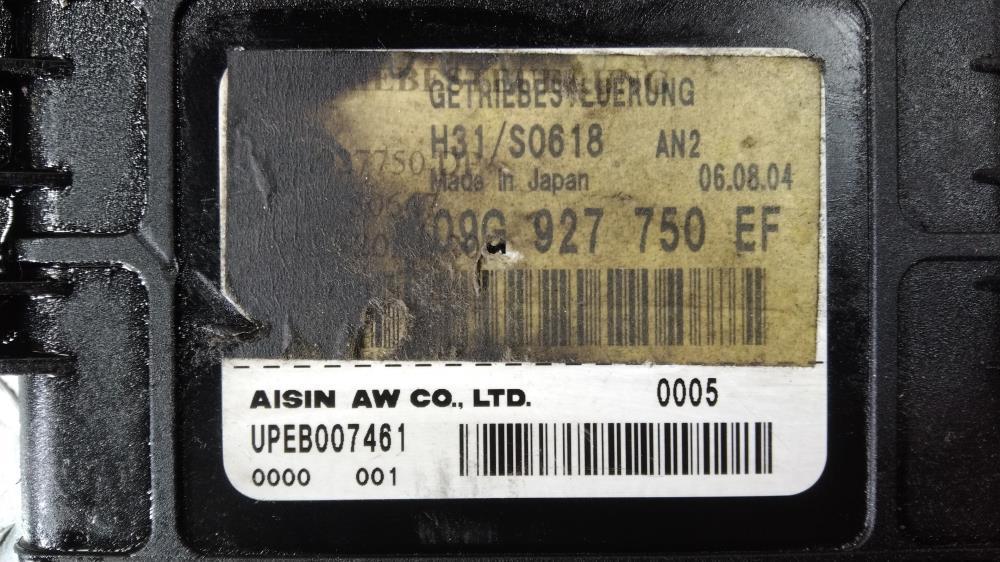 GETRIEBESTEUERUNG
H31/S0618 AN2
Made in Japan 06.08.04
09G 927 750 EF
AISIN AW CO., LTD. 0005
UPEB007461
0000 001